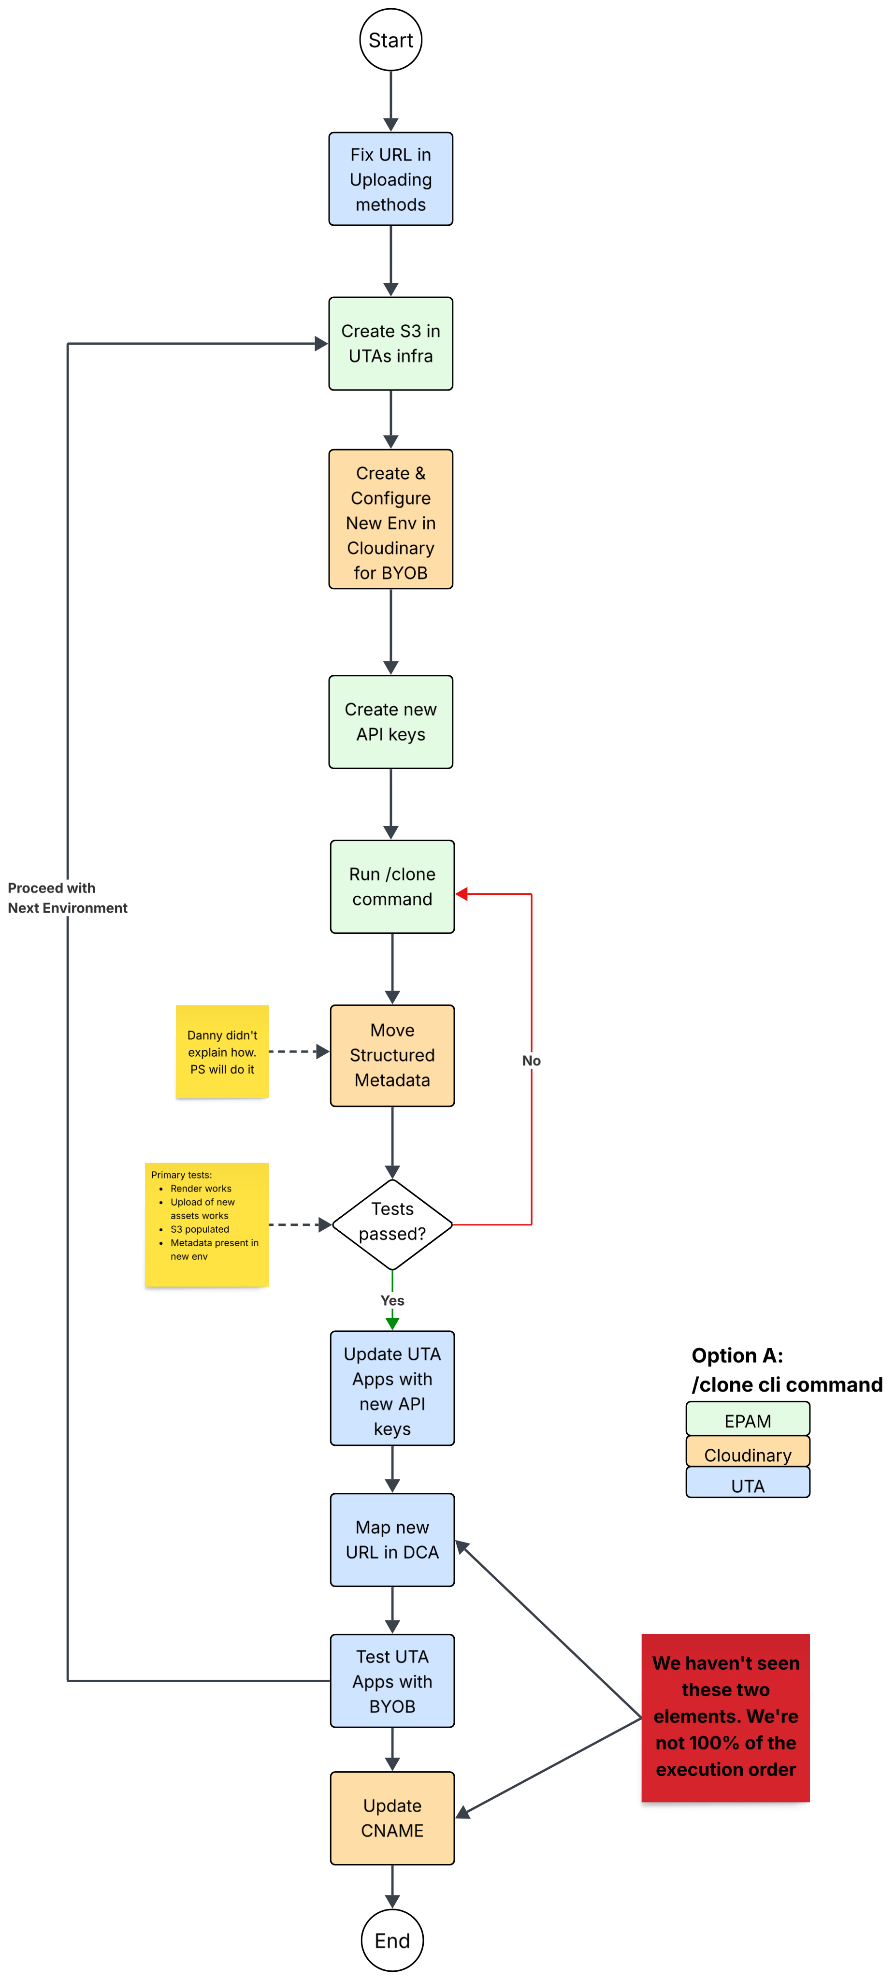 Start
Fix URL in
Uploading
methods
Create S3 in
UTAs infra
Create &
Configure
New Env in
Cloudinary
for BYOB
Create new
API keys
Run /clone
command
Proceed with
Next Environment
Danny didn't
explain how.
PS will do it
Move
Structured
Metadata
No
Primary tests:
• Render works
• Upload of new
assets works
• S3 populated
• Metadata present in
new env
Tests
passed?
Yes
Update UTA
Apps with
new API
keys
Option A:
/clone cli command
EPAM
Cloudinary
UTA
Map new
URL in DCA
Test UTA
Apps with
BYOB
We haven't seen
these two
elements. We're
not 100% of the
execution order
Update
CNAME
End